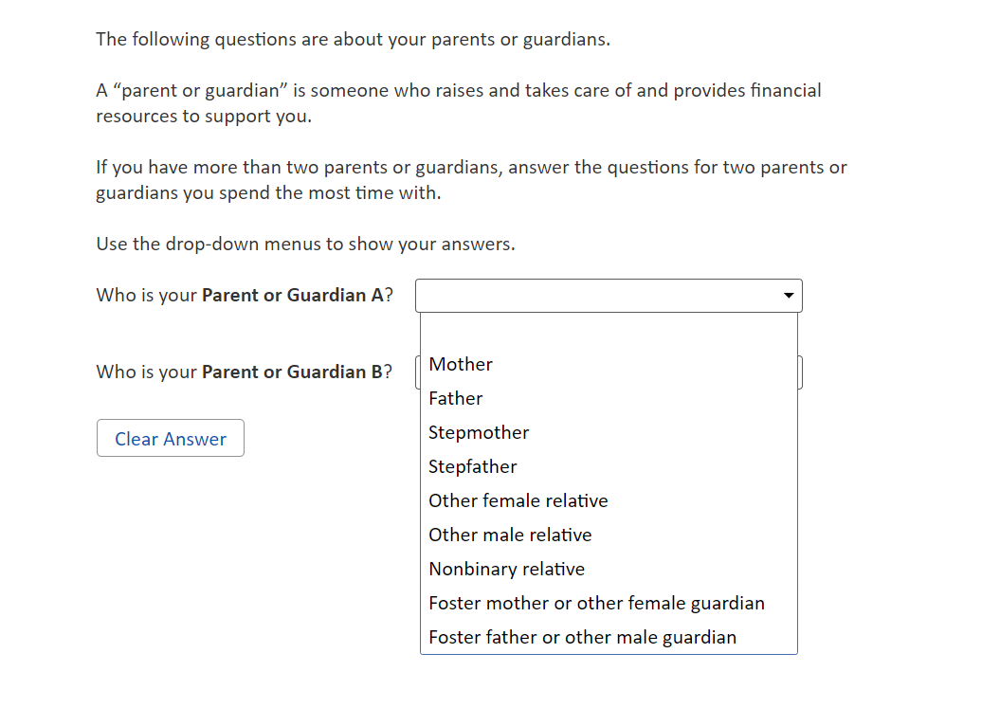 The following questions are about your parents or guardians.
A “parent or guardian” is someone who raises and takes care of and provides financial
resources to support you.
If you have more than two parents or guardians, answer the questions for two parents or
guardians you spend the most time with.
Use the drop-down menus to show your answers.
Who is your Parent or Guardian A?
Who is your Parent or Guardian B?
Clear Answer
Mother
Father
Stepmother
Stepfather
Other female relative
Other male relative
Nonbinary relative
Foster mother or other female guardian
Foster father or other male guardian